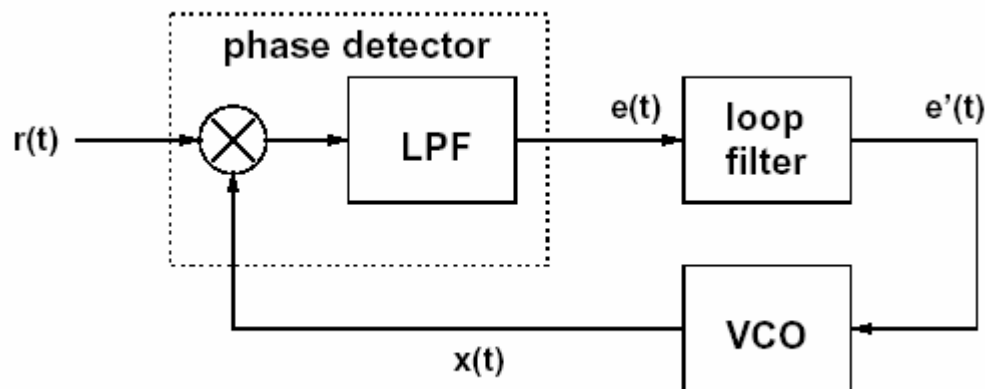 phase detector
r(t)
LPF
e(t)
loop
filter
e’(t)
VCO
x(t)